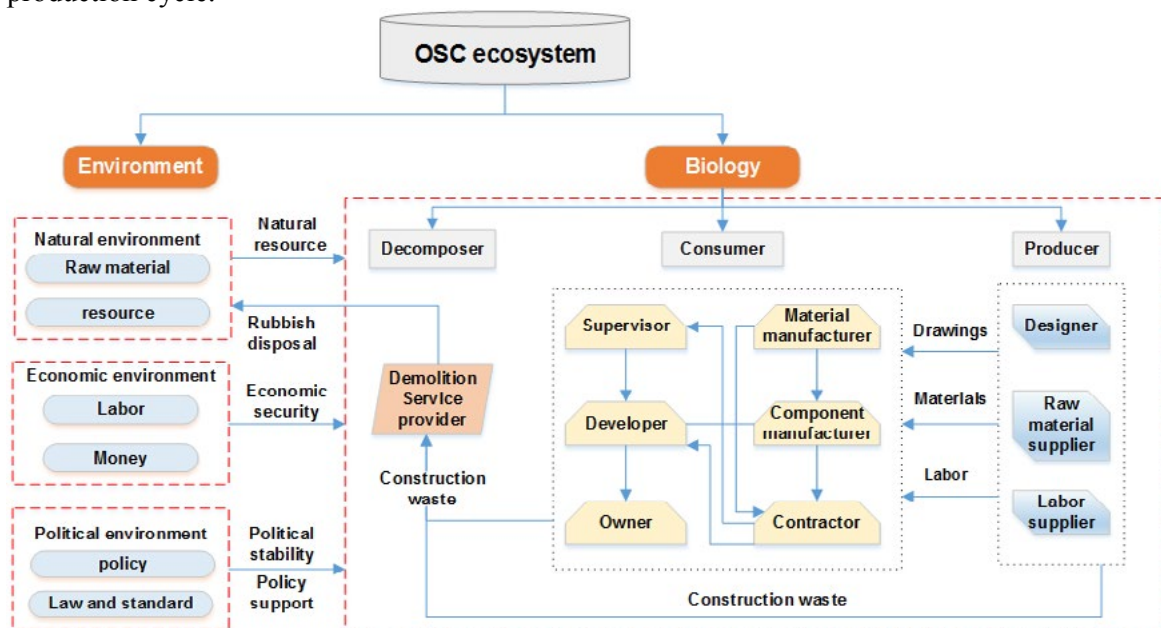 production cycle.
OSC ecosystem
Environment
Biology
Natural environment
Raw material
resource
Natural
resource
Rubbish
disposal
Economic environment
Labor
Money
Economic
security
Political environment
policy
Law and standard
Political
stability
Policy
support
Decomposer
Consumer
Producer
Demolition
Service
provider
Construction
waste
Supervisor
Developer
Owner
Material
manufacturer
Component
manufacturer
Contractor
Drawings
Materials
Labor
Designer
Raw
material
supplier
Labor
supplier
Construction waste